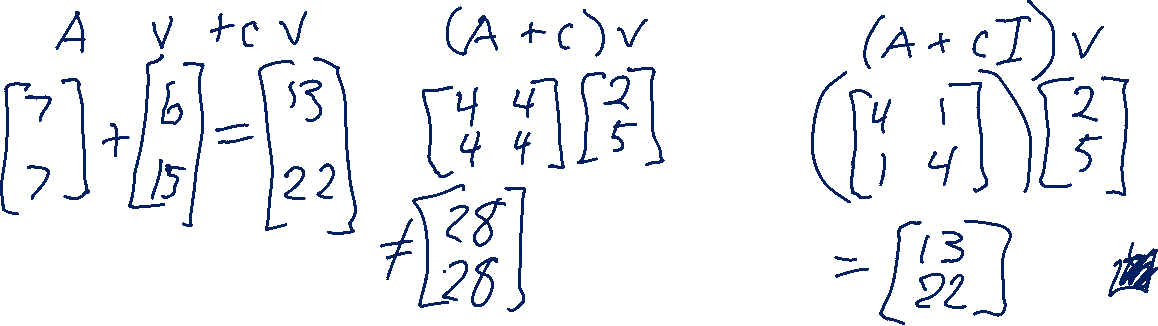 A v + c v (A + c) v (A + c I) v
[7 7] + [6 15] = [13 22] [4 4 4 4] [2 5] ([4 1 1 4]) [2 5]
≠ [28 28] = [13 22]